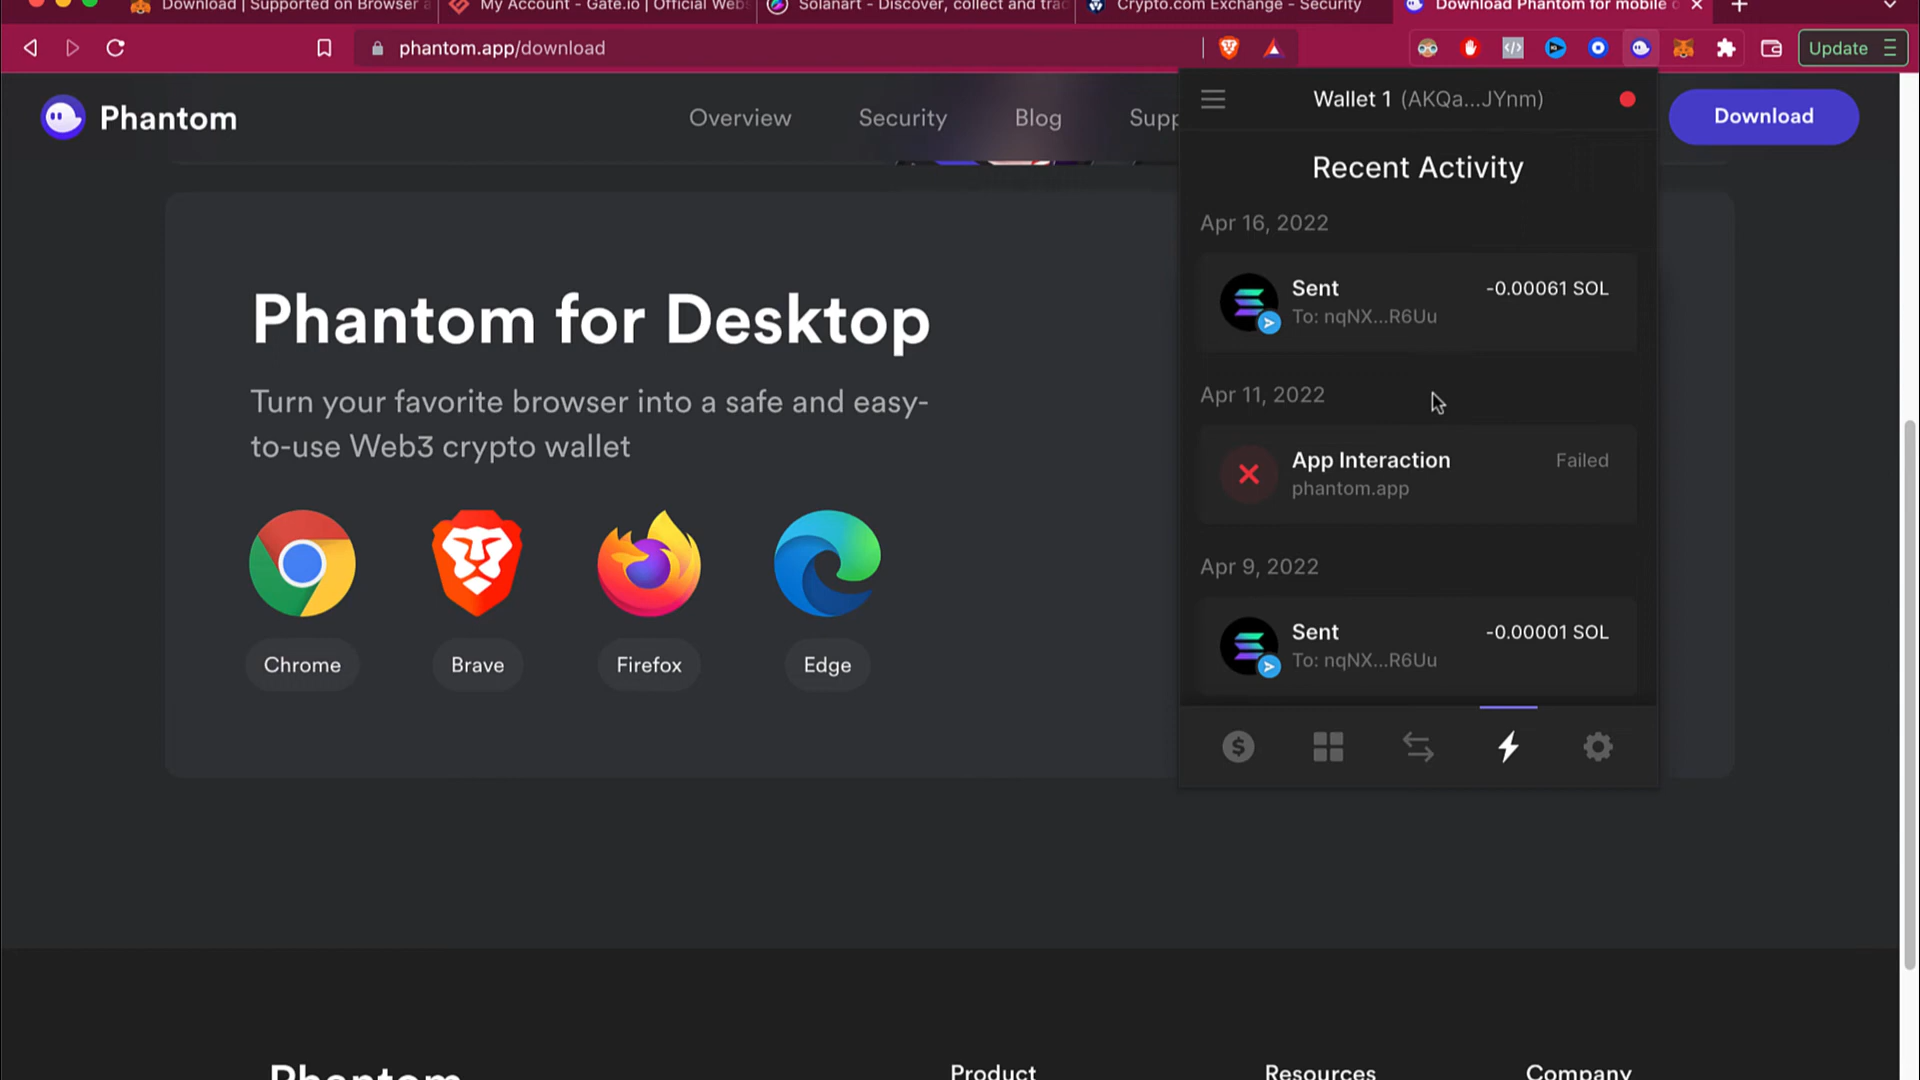 Download | Supported on Browser a
My Account - Gate.io | Official Webs
Solanart - Discover, collect and trad
Crypto.com Exchange - Security
Download Phantom for mobile
phantom.app/download
Update
Phantom
Overview
Security
Blog
Supp
Download
Wallet 1 (AKQa...JYnm)
Recent Activity
Apr 16, 2022
Sent
-0.00061 SOL
To: nqNX...R6Uu
Apr 11, 2022
App Interaction
Failed
phantom.app
Apr 9, 2022
Sent
-0.00001 SOL
To: nqNX...R6Uu
Phantom for Desktop
Turn your favorite browser into a safe and easy-
to-use Web3 crypto wallet
Chrome
Brave
Firefox
Edge
Phantom
Product
Resources
Company